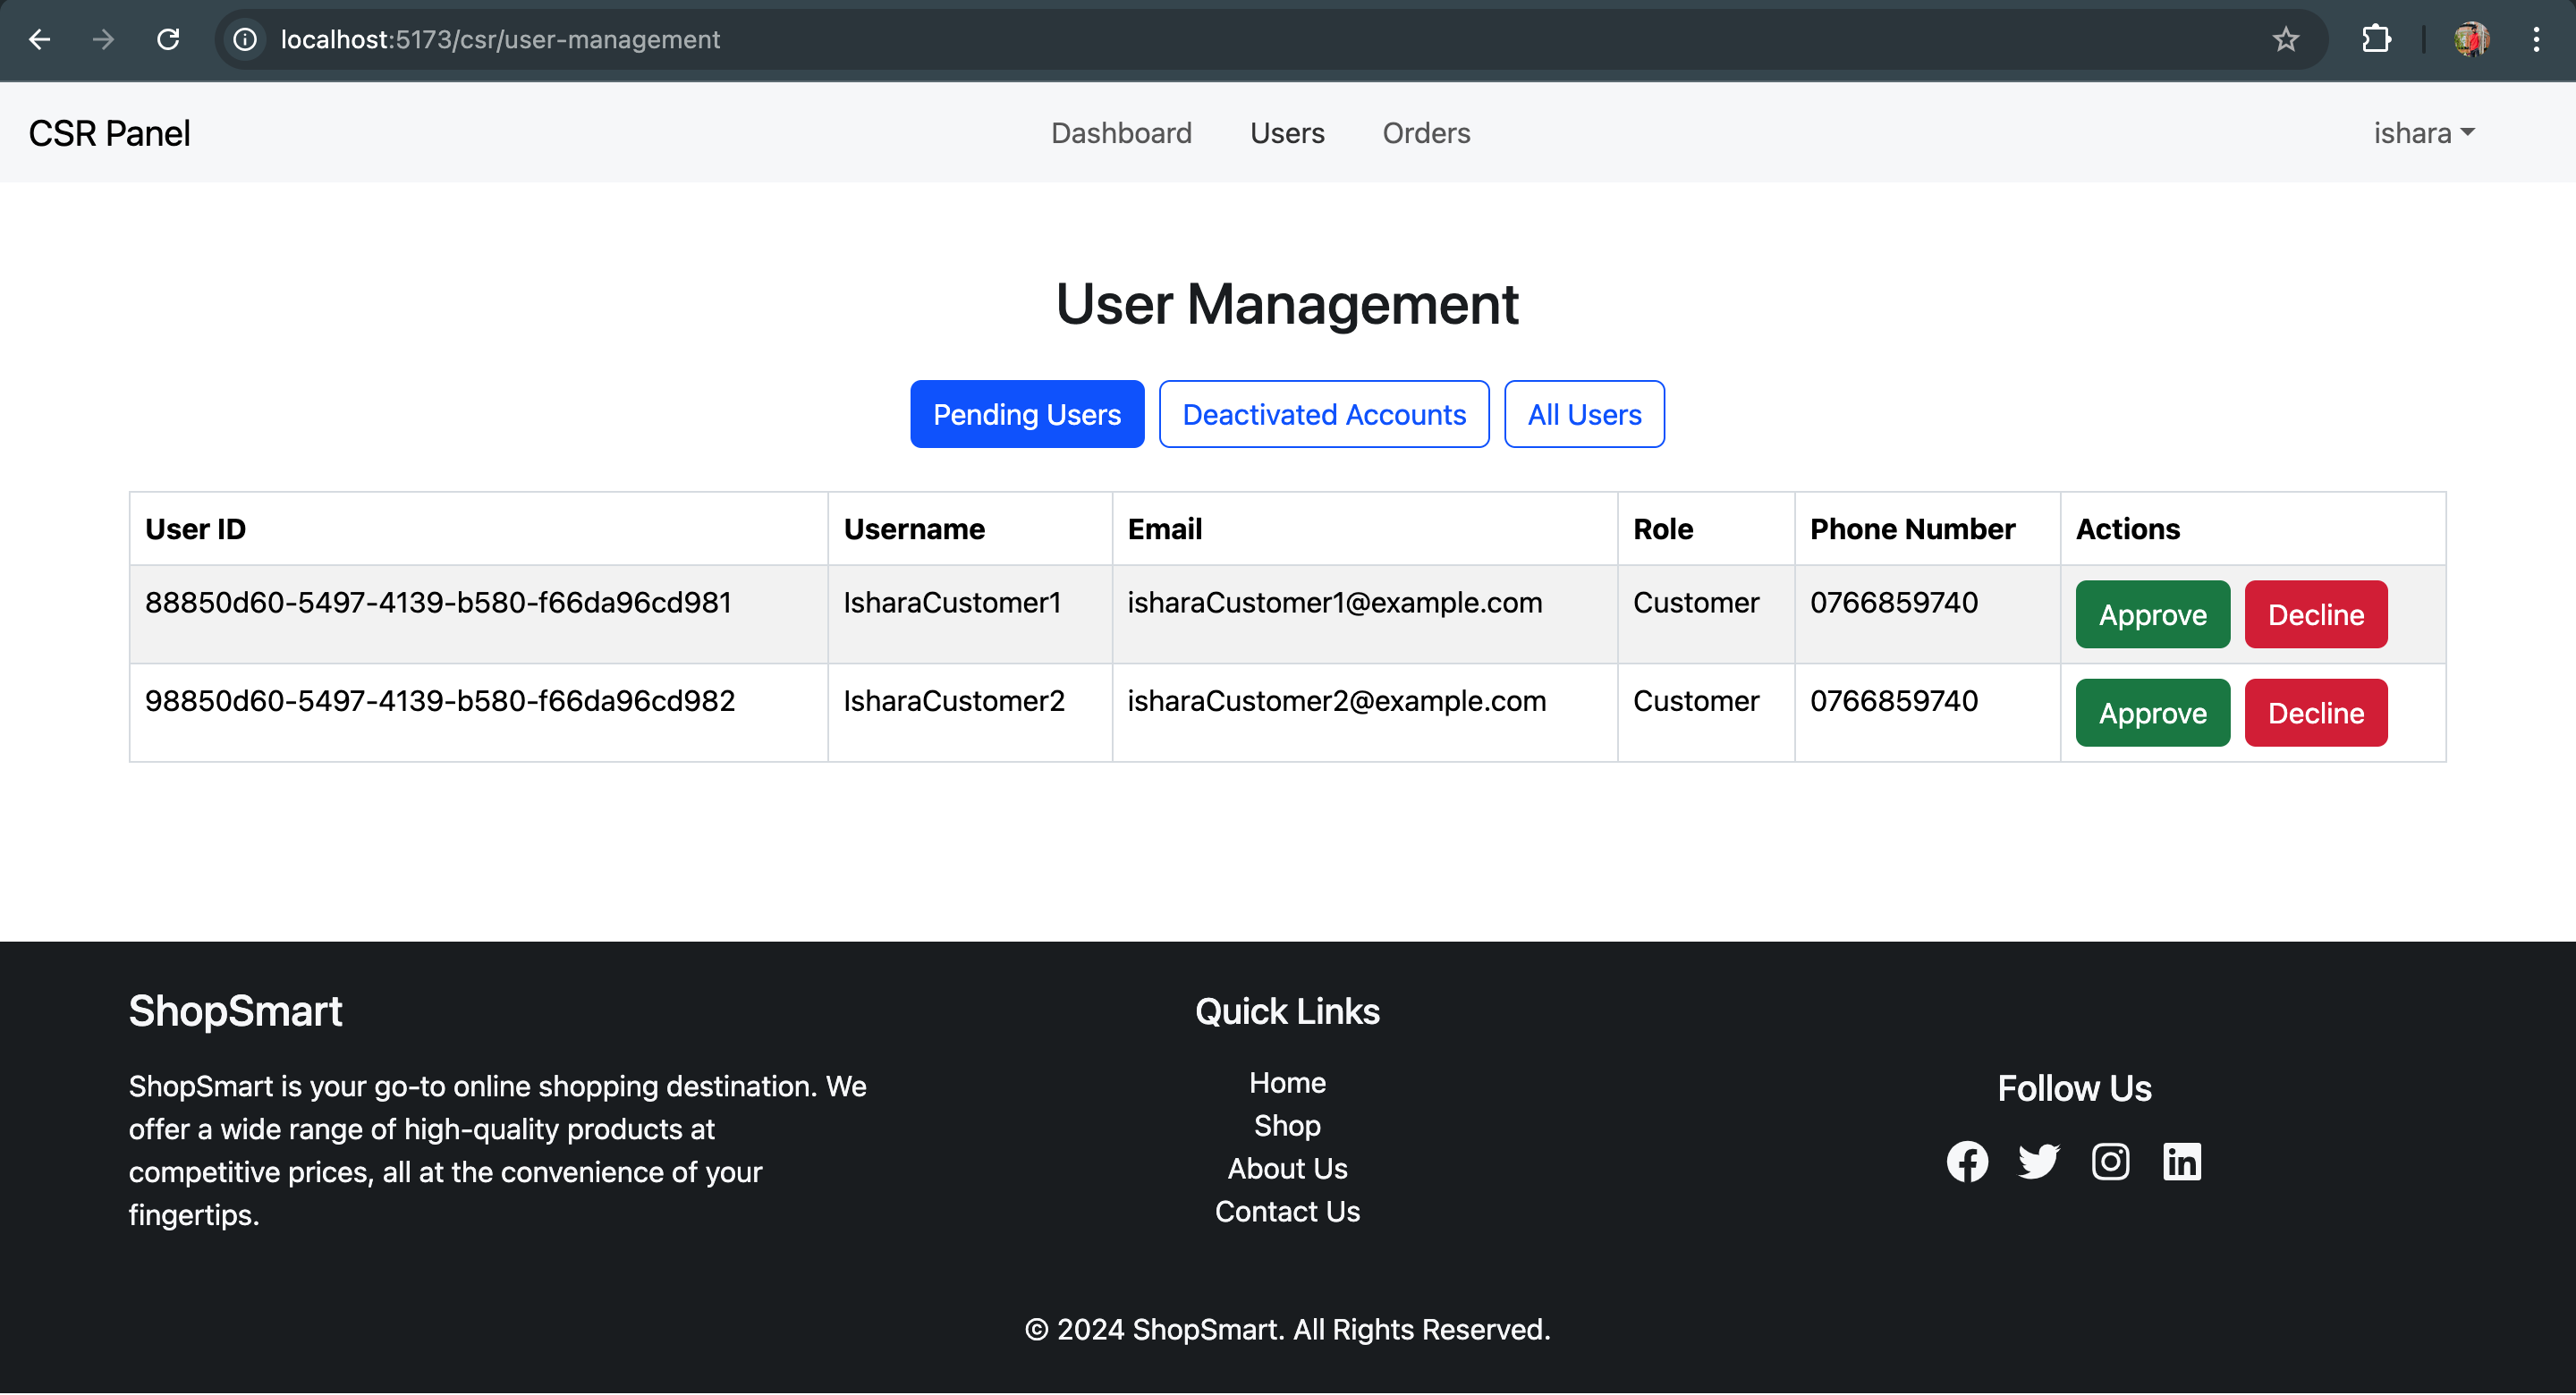 localhost:5173/csr/user-management
CSR Panel Dashboard Users Orders ishara
User Management
Pending Users Deactivated Accounts All Users
User ID Username Email Role Phone Number Actions
88850d60-5497-4139-b580-f66da96cd981 IsharaCustomer1 isharaCustomer1@example.com Customer 0766859740 Approve Decline
98850d60-5497-4139-b580-f66da96cd982 IsharaCustomer2 isharaCustomer2@example.com Customer 0766859740 Approve Decline
ShopSmart
ShopSmart is your go-to online shopping destination. We
offer a wide range of high-quality products at
competitive prices, all at the convenience of your
fingertips.
Quick Links
Home
Shop
About Us
Contact Us
Follow Us
© 2024 ShopSmart. All Rights Reserved.